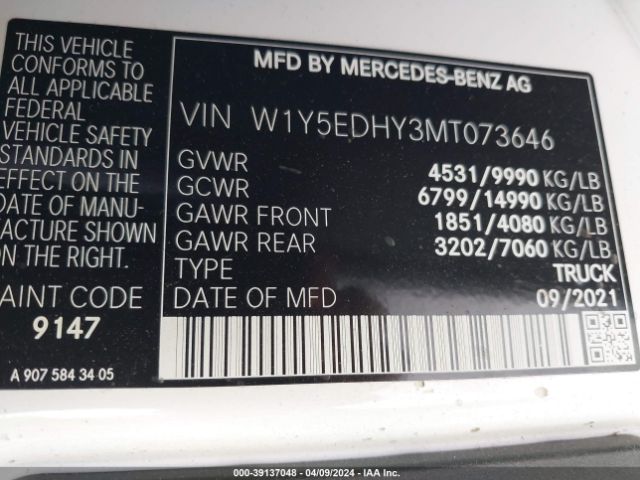 THIS VEHICLE
CONFORMS TO
ALL APPLICABLE
FEDERAL
VEHICLE SAFETY
STANDARDS IN
EFFECT ON THE
DATE OF MANU-
FACTURE SHOWN
ON THE RIGHT.
PAINT CODE
9147
A 907 584 34 05
MFD BY MERCEDES-BENZ AG
VIN W1Y5EDHY3MT073646
GVWR 4531/9990 KG/LB
GCWR 6799/14990 KG/LB
GAWR FRONT 1851/4080 KG/LB
GAWR REAR 3202/7060 KG/LB
TYPE TRUCK
DATE OF MFD 09/2021
000-39137048 | 04/09/2024 - IAA Inc.